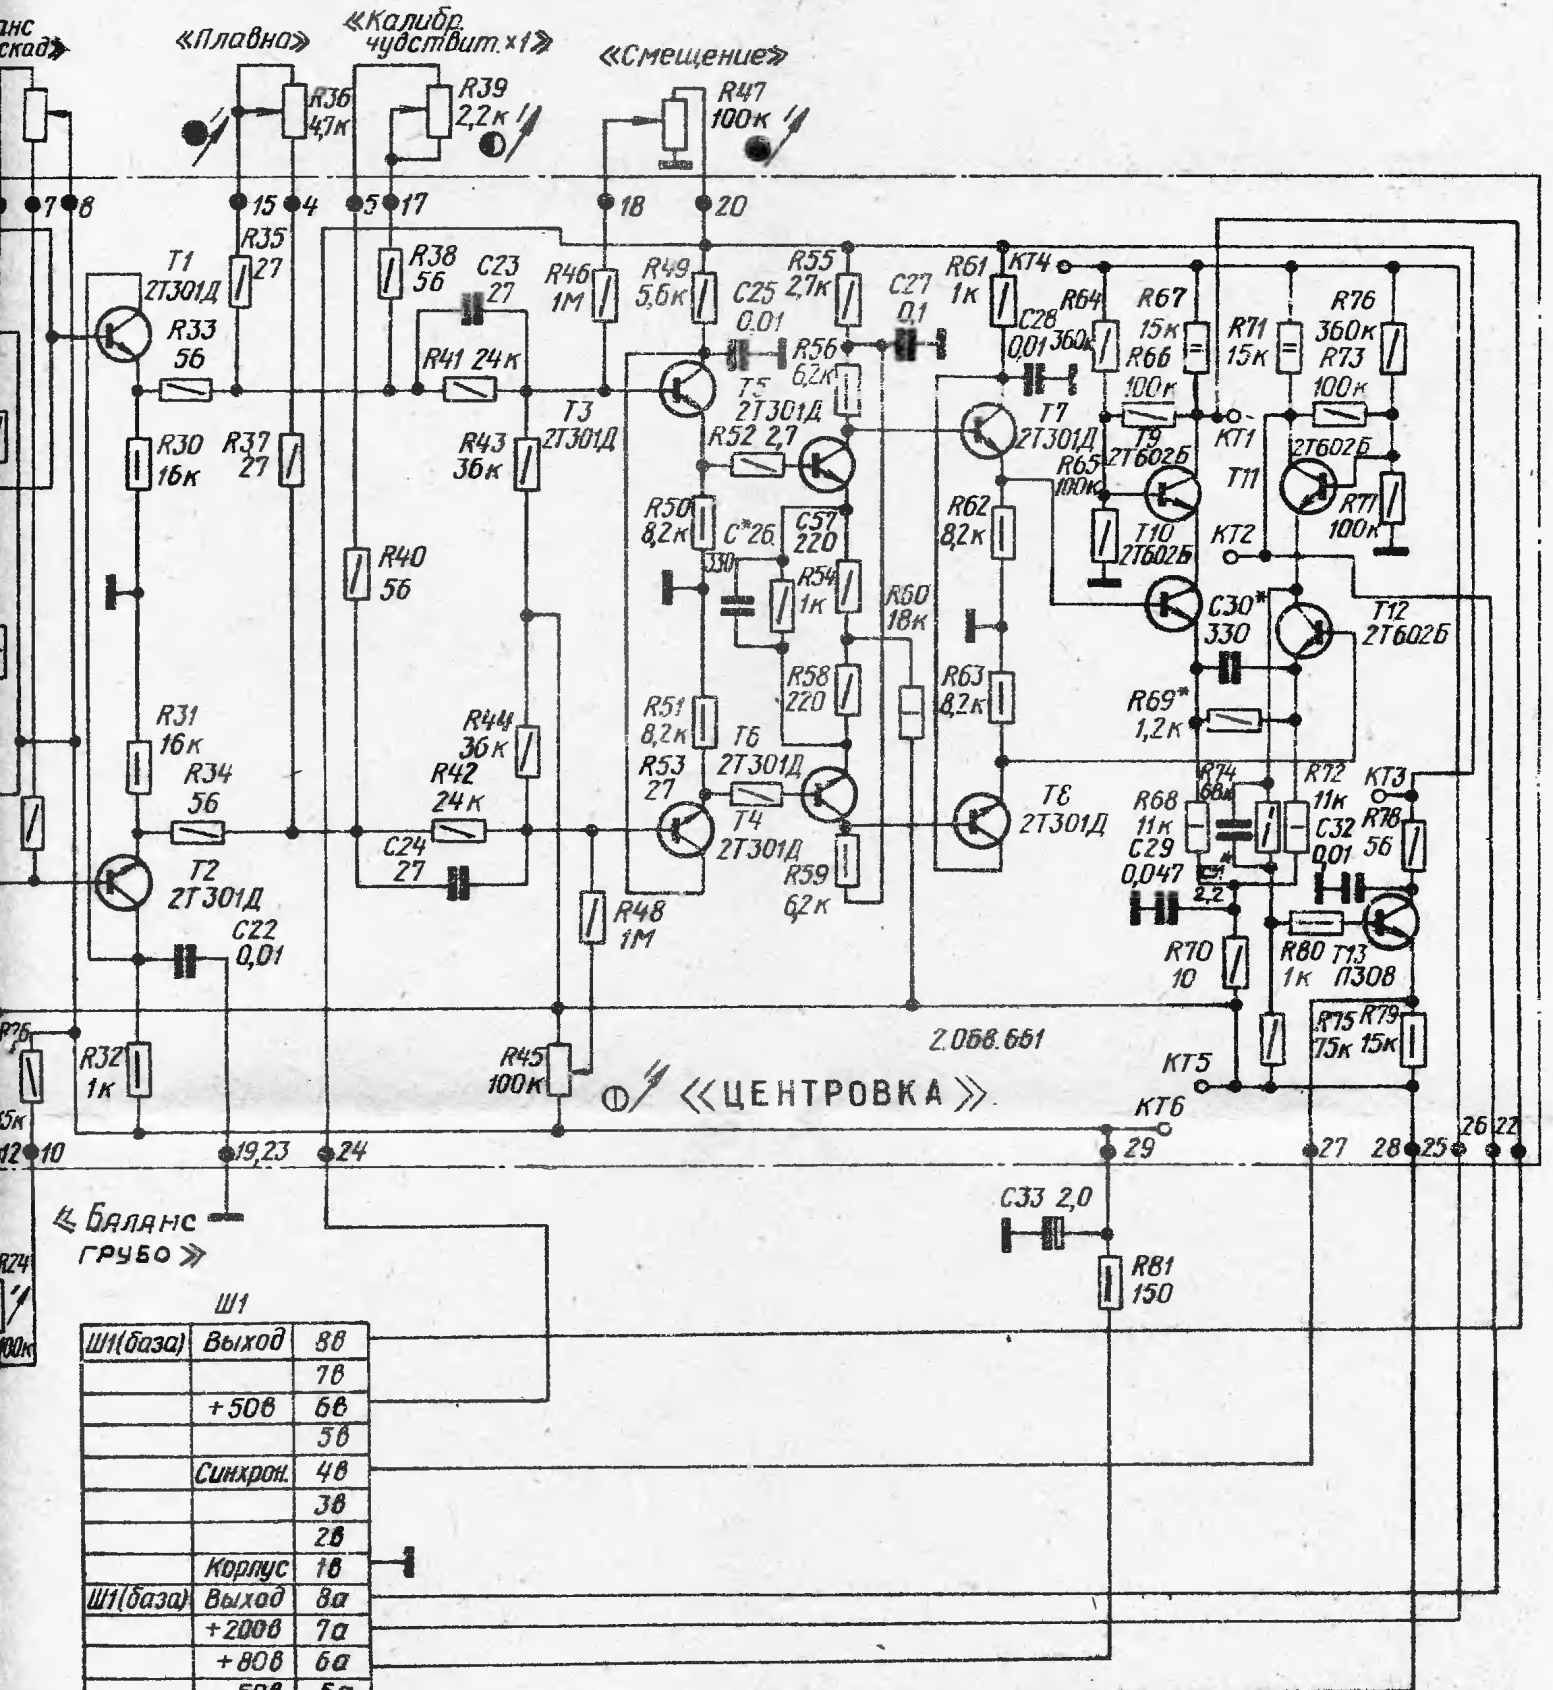 «Плавно»
«Калибр.
чувствит.×1»
«Смещение»
R36
4,7к
R39
2,2к
R47
100к
7
8
15
4
5
17
18
20
T1
2Т301Д
R35
27
R38
56
C23
27
R46
1М
R49
5,6к
C25
0.01
R55
2,7к
C27
0,1
R61
1к
КТ4
C28
0,01
R64
360к
R67
15к
R71
15к
R76
360к
R33
56
R41 24к
R56
6,2к
R66
100к
R73
100к
R30
16к
R37
27
R43
36к
T3
2Т301Д
T5
2Т301Д
R52 2,7
T7
2Т301Д
T9
2Т602Б
КТ1
2Т602Б
T11
R65
100к
R77
100к
R50
8,2к
C*26
330
C57
220
R62
8,2к
T10
2Т602Б
КТ2
R40
56
R54
1к
R60
18к
C30*
330
T12
2Т602Б
R31
16к
R44
36к
R51
8,2к
R58
220
R63
8,2к
R69*
1,2к
R34
56
R42
24к
R53
27
T6
2Т301Д
T4
2Т301Д
T8
2Т301Д
R68
11к
R74
68к
R72
11к
КТ3
R78
56
T2
2Т301Д
C24
27
R59
6,2к
C29
0,047
2,2
C32
0,01
C22
0,01
R48
1М
R70
10
R80
1к
T13
П308
R32
1к
R45
100к
2.068.661
«ЦЕНТРОВКА».
КТ5
R75
75к
R79
15к
КТ6
12
10
19,23
24
29
27
28
25
26
22
«Баланс
грубо»
R24
100к
C33 2,0
R81
150
Ш1
Ш1(база) Выход 8в
7в
+50в 6в
5в
Синхрон. 4в
3в
2в
Корпус 1в
Ш1(база) Выход 8а
+200в 7а
+80в 6а